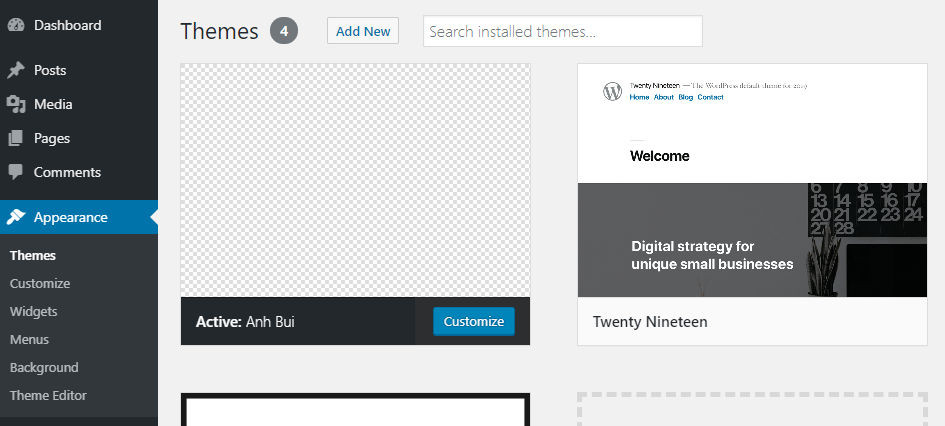 Dashboard
Posts
Media
Pages
Comments
Appearance
Themes
Customize
Widgets
Menus
Background
Theme Editor
Themes 4 Add New Search installed themes...
Active: Anh Bui Customize
Twenty Nineteen — The WordPress default theme for 2019
Home About Blog Contact
Welcome
6 7 8 9 10
13 14 15 16 17
20 21 22 23 24
27 28
Digital strategy for
unique small businesses
Twenty Nineteen